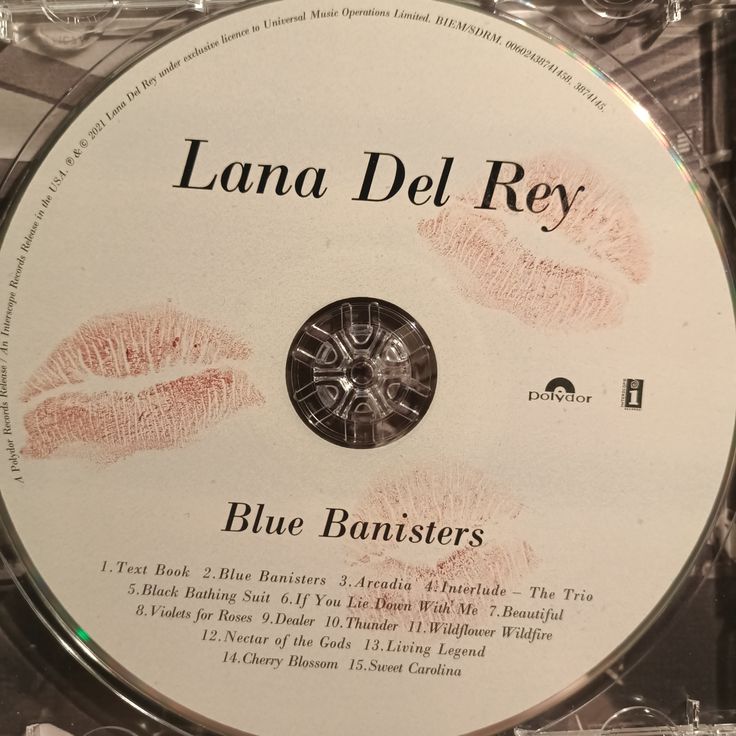 A Polydor Records Release / An Interscope Records Release in the U.S.A. ℗ & © 2021 Lana Del Rey under exclusive licence to Universal Music Operations Limited. BIEM/SDRM. 00602438741458. 3874145.
Lana Del Rey
polydor
i
INTERSCOPE
RECORDS
Blue Banisters
1.Text Book 2.Blue Banisters 3.Arcadia 4.Interlude – The Trio
5.Black Bathing Suit 6.If You Lie Down With Me 7.Beautiful
8.Violets for Roses 9.Dealer 10.Thunder 11.Wildflower Wildfire
12.Nectar of the Gods 13.Living Legend
14.Cherry Blossom 15.Sweet Carolina